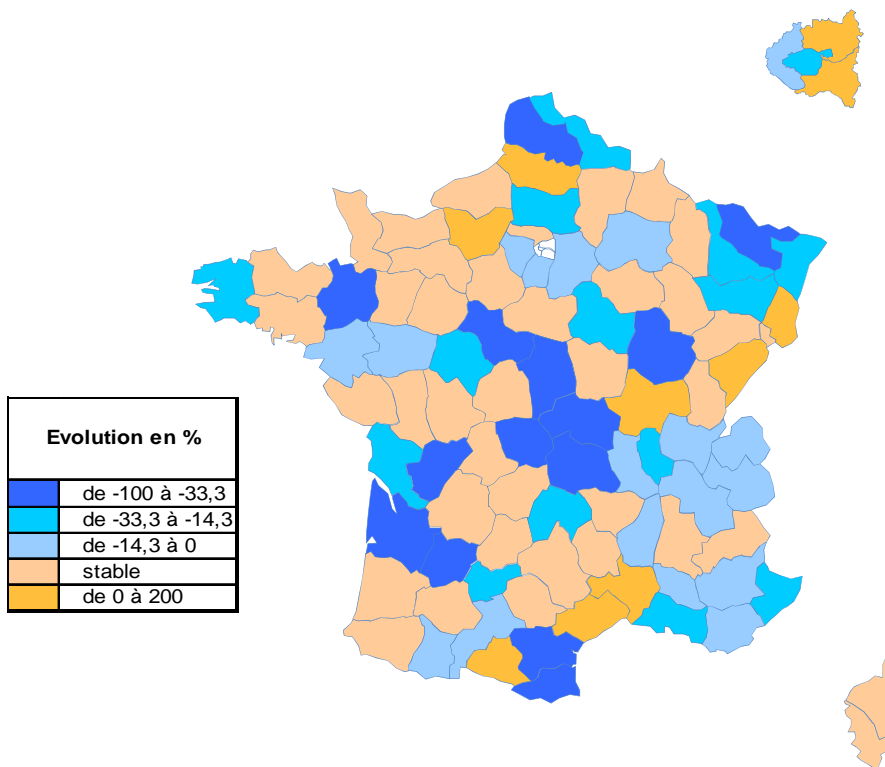 Evolution en %
de -100 à -33,3
de -33,3 à -14,3
de -14,3 à 0
stable
de 0 à 200